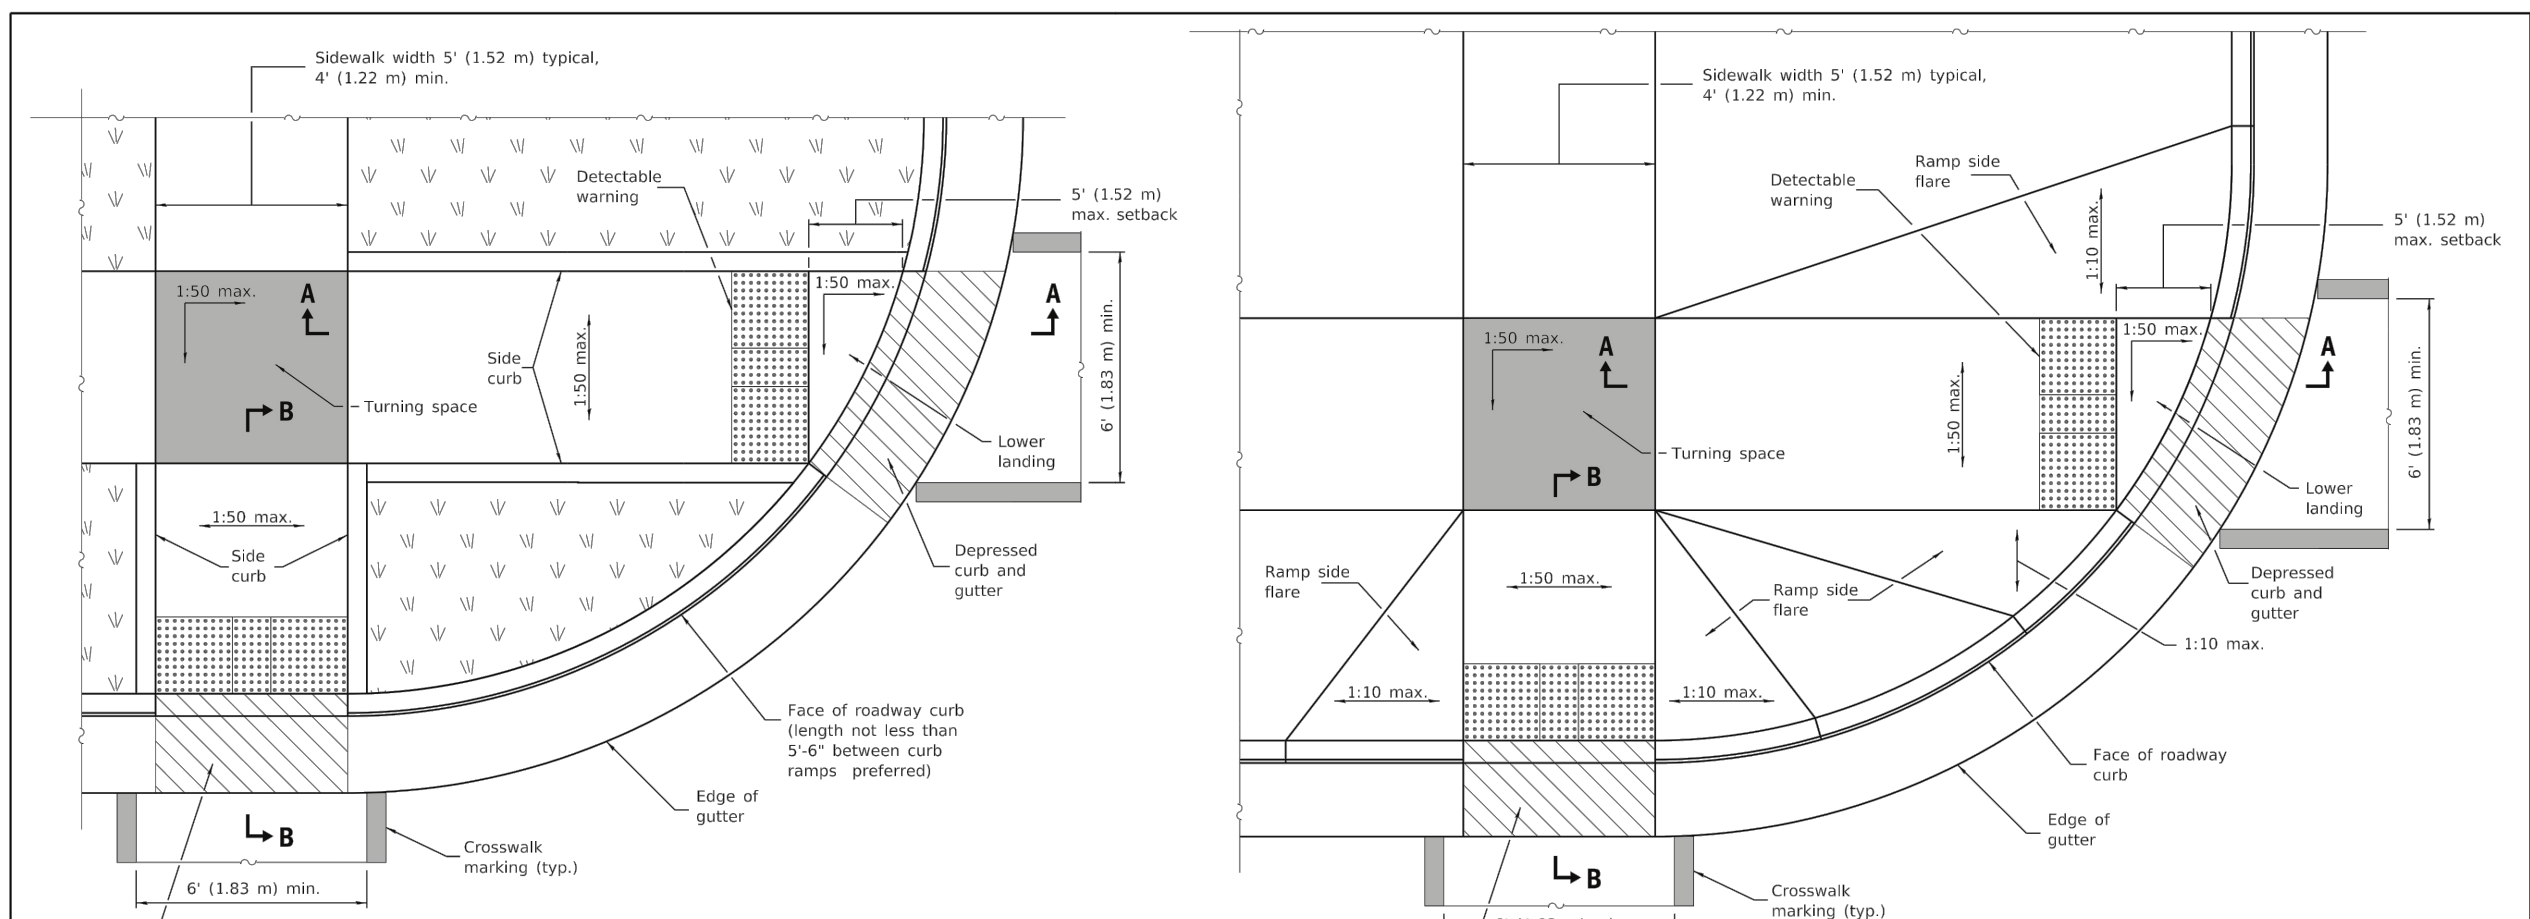 Sidewalk width 5' (1.52 m) typical,
4' (1.22 m) min.
Detectable
warning
5' (1.52 m)
max. setback
1:50 max.
A
1:50 max.
A
Side
curb
1:50 max.
6' (1.83 m) min.
B
Turning space
Lower
landing
1:50 max.
Side
curb
Depressed
curb and
gutter
Face of roadway curb
(length not less than
5'-6" between curb
ramps preferred)
Edge of
gutter
B
Crosswalk
marking (typ.)
6' (1.83 m) min.
Sidewalk width 5' (1.52 m) typical,
4' (1.22 m) min.
Ramp side
flare
Detectable
warning
1:10 max.
5' (1.52 m)
max. setback
1:50 max.
A
1:50 max.
A
1:50 max.
6' (1.83 m) min.
B
Turning space
Lower
landing
Ramp side
flare
1:50 max.
Ramp side
flare
Depressed
curb and
gutter
1:10 max.
1:10 max.
1:10 max.
Face of roadway
curb
Edge of
gutter
B
Crosswalk
marking (typ.)